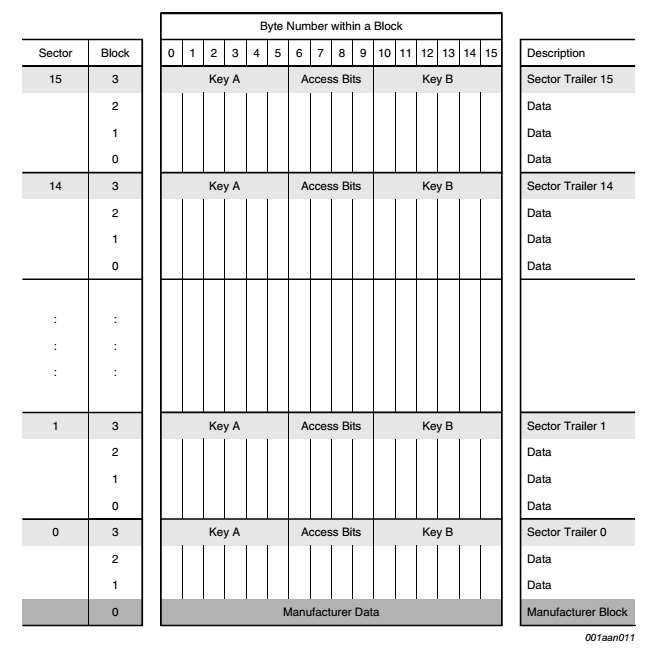 Byte Number within a Block
Sector Block 0 1 2 3 4 5 6 7 8 9 10 11 12 13 14 15 Description
15 3 Key A Access Bits Key B Sector Trailer 15
2 Data
1 Data
0 Data
14 3 Key A Access Bits Key B Sector Trailer 14
2 Data
1 Data
0 Data
: :
: :
: :
1 3 Key A Access Bits Key B Sector Trailer 1
2 Data
1 Data
0 Data
0 3 Key A Access Bits Key B Sector Trailer 0
2 Data
1 Data
0 Manufacturer Data Manufacturer Block
001aan011